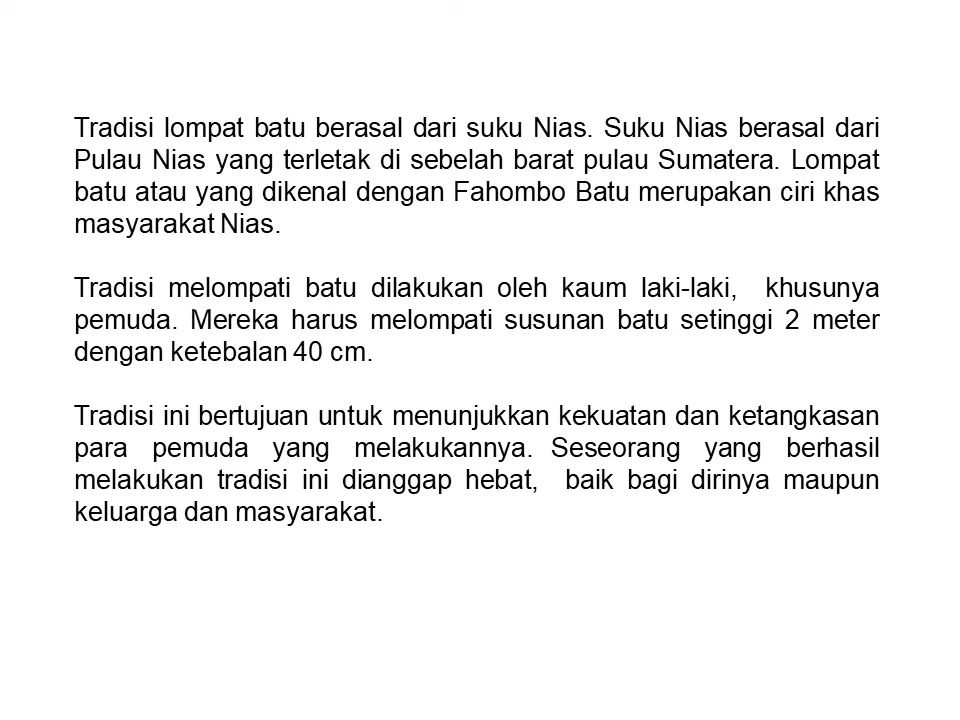 Tradisi lompat batu berasal dari suku Nias. Suku Nias berasal dari
Pulau Nias yang terletak di sebelah barat pulau Sumatera. Lompat
batu atau yang dikenal dengan Fahombo Batu merupakan ciri khas
masyarakat Nias.
Tradisi melompati batu dilakukan oleh kaum laki-laki, khusunya
pemuda. Mereka harus melompati susunan batu setinggi 2 meter
dengan ketebalan 40 cm.
Tradisi ini bertujuan untuk menunjukkan kekuatan dan ketangkasan
para pemuda yang melakukannya. Seseorang yang berhasil
melakukan tradisi ini dianggap hebat, baik bagi dirinya maupun
keluarga dan masyarakat.